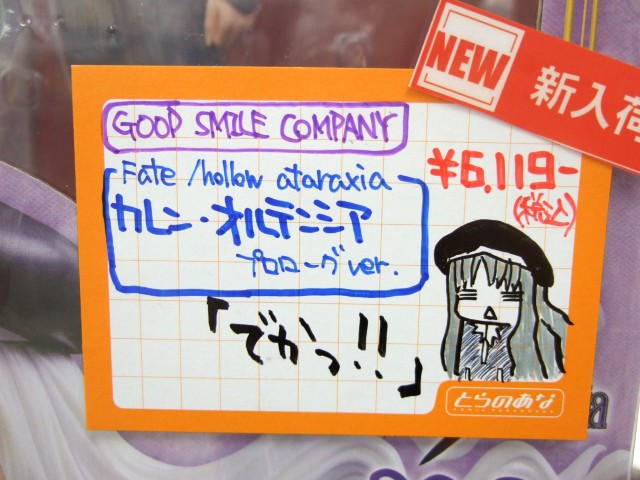 NEW
新入荷
GOOD SMILE COMPANY
Fate /hollow ataraxia
カレン・オルテンシア
プロローグver.
¥6,119-
(税込)
「でかっ!!」
とらのあな
COMIC TORANOANA